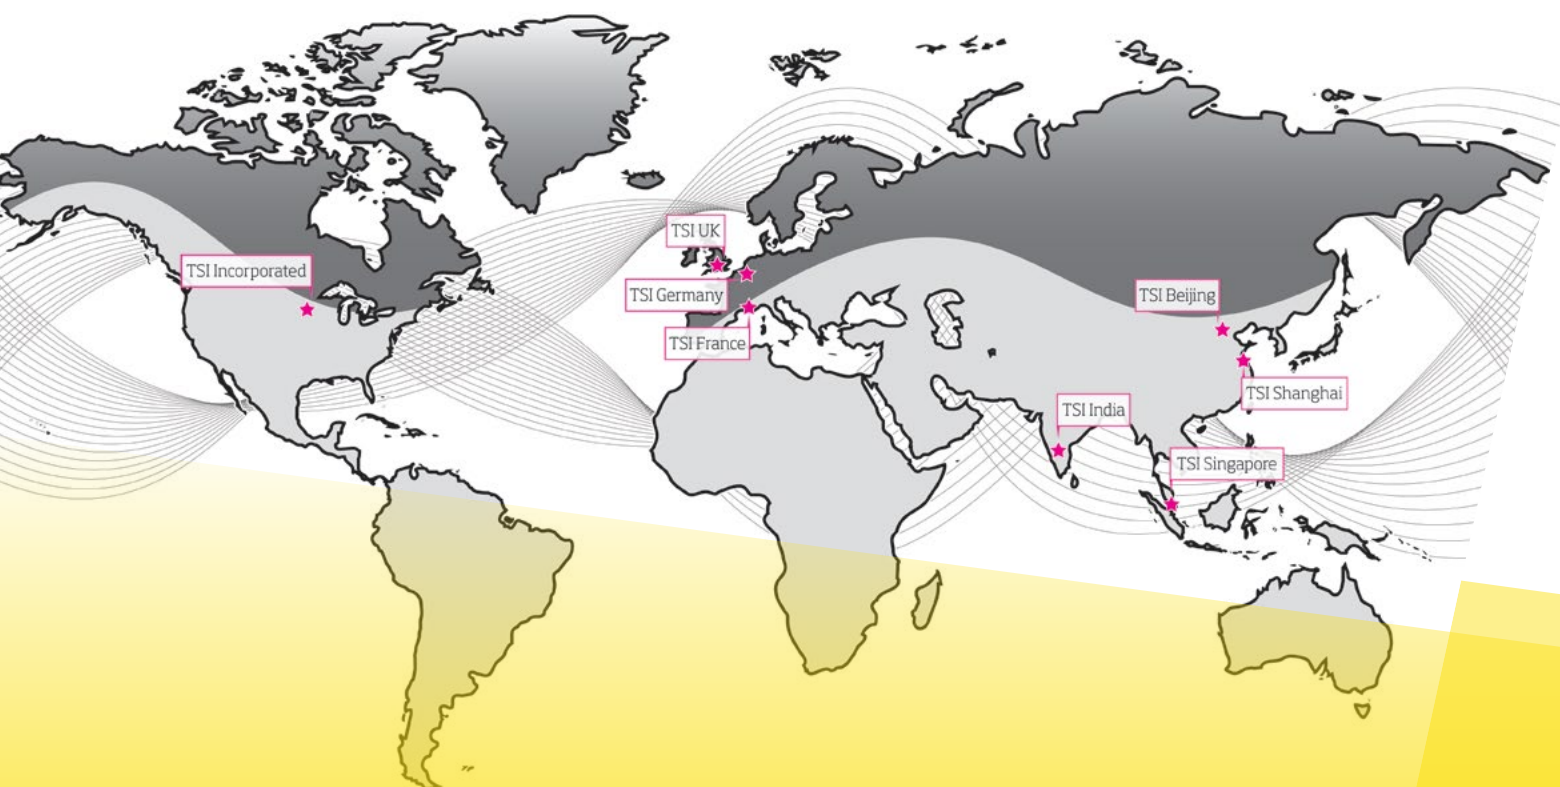 TSI UK
TSI Incorporated
TSI Germany
TSI Beijing
TSI France
TSI Shanghai
TSI India
TSI Singapore